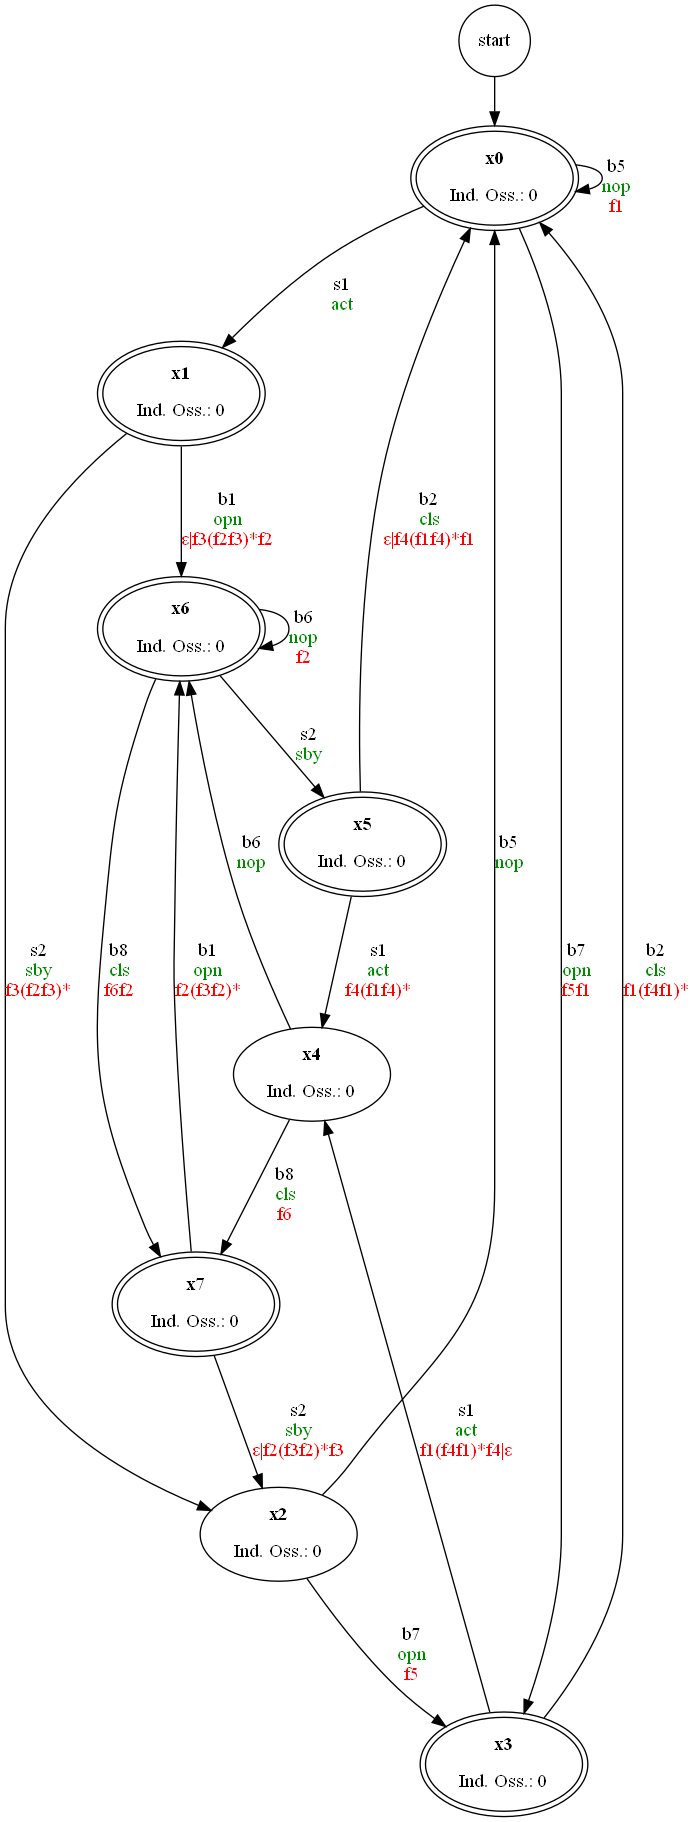 start
x0
Ind. Oss.: 0
b5
nop
f1
s1
act
x1
Ind. Oss.: 0
b1
opn
ε|f3(f2f3)*f2
b2
cls
ε|f4(f1f4)*f1
x6
Ind. Oss.: 0
b6
nop
f2
s2
sby
x5
Ind. Oss.: 0
b6
nop
b5
nop
s2
sby
f3(f2f3)*
b8
cls
f6f2
b1
opn
f2(f3f2)*
s1
act
f4(f1f4)*
b7
opn
f5f1
b2
cls
f1(f4f1)*
x4
Ind. Oss.: 0
b8
cls
f6
x7
Ind. Oss.: 0
s2
sby
ε|f2(f3f2)*f3
s1
act
f1(f4f1)*f4|ε
x2
Ind. Oss.: 0
b7
opn
f5
x3
Ind. Oss.: 0